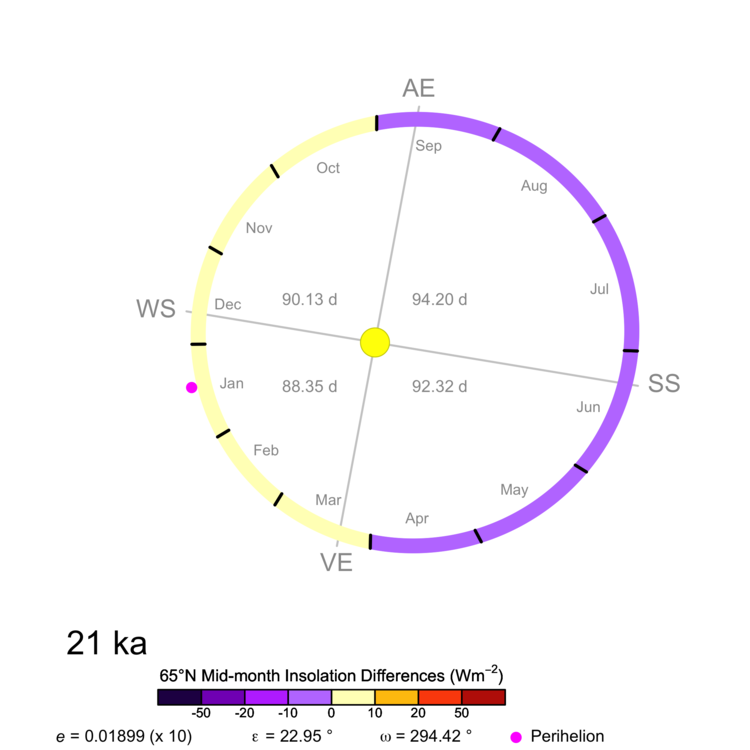 AE
Sep
Oct
Aug
Nov
Jul
WS
Dec
90.13 d
94.20 d
Jan
88.35 d
92.32 d
SS
Jun
Feb
May
Mar
Apr
VE
21 ka
65°N Mid-month Insolation Differences (Wm⁻²)
-50 -20 -10 0 10 20 50
e = 0.01899 (x 10) ε = 22.95 ° ω = 294.42 ° Perihelion